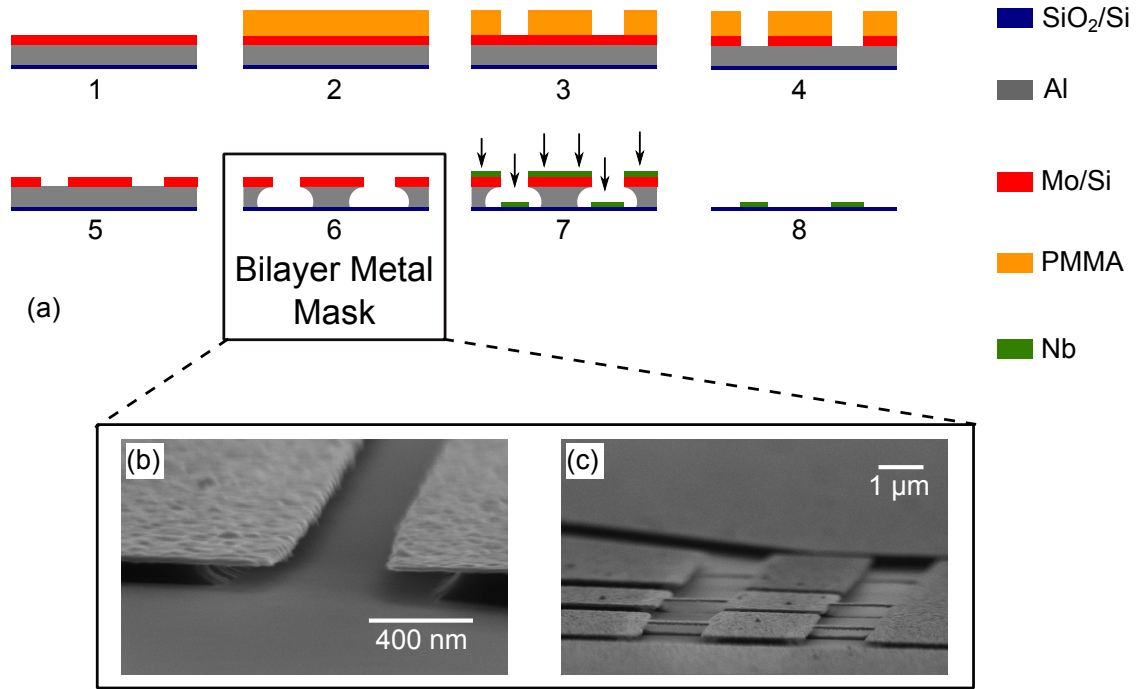 1
2
3
4
SiO₂/Si
Al
Mo/Si
PMMA
Nb
5
6
7
8
Bilayer Metal
Mask
(a)
(b)
400 nm
(c)
1 μm